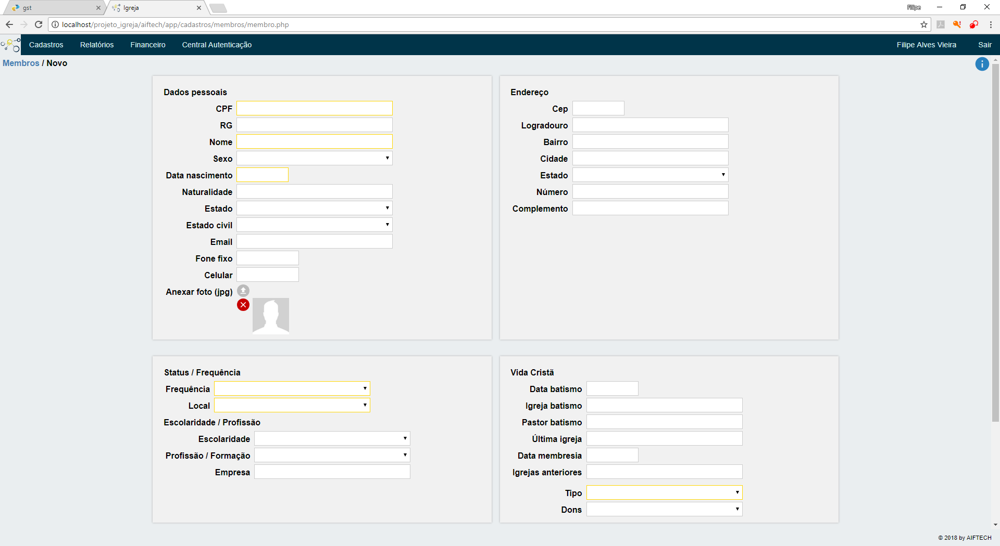 gst
Igreja
Filipe
localhost/projeto_igreja/aiftech/app/cadastros/membros/membro.php
Cadastros Relatórios Financeiro Central Autenticação Filipe Alves Vieira Sair
Membros / Novo
Dados pessoais
CPF
RG
Nome
Sexo
Data nascimento
Naturalidade
Estado
Estado civil
Email
Fone fixo
Celular
Anexar foto (jpg)
Endereço
Cep
Logradouro
Bairro
Cidade
Estado
Número
Complemento
Status / Frequência
Frequência
Local
Escolaridade / Profissão
Escolaridade
Profissão / Formação
Empresa
Vida Cristã
Data batismo
Igreja batismo
Pastor batismo
Última igreja
Data membresia
Igrejas anteriores
Tipo
Dons
© 2018 by AIFTECH